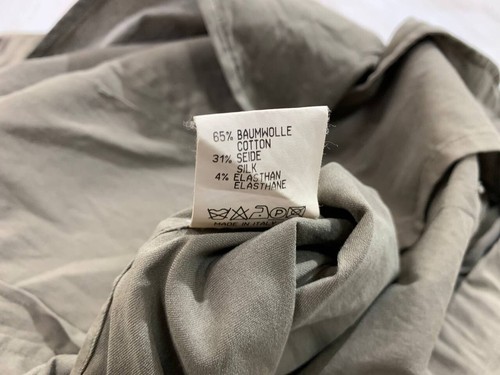 65% BAUMWOLLE
COTTON
31% SEIDE
SILK
4% ELASTHAN
ELASTHANE
MADE IN ITALY